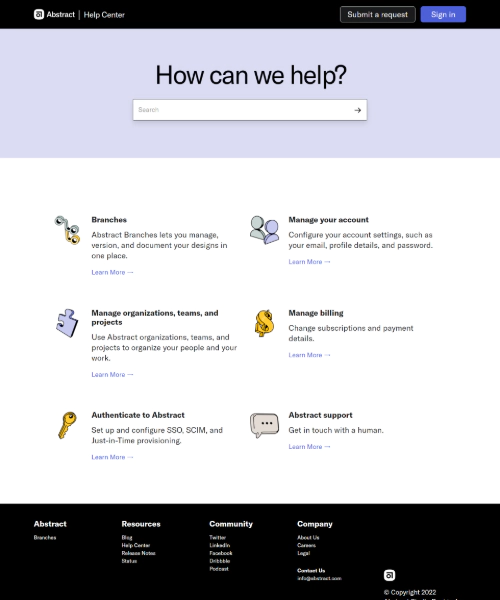 Abstract | Help Center
Submit a request
Sign in
How can we help?
Search
Branches
Abstract Branches lets you manage,
version, and document your designs in
one place.
Learn More →
Manage your account
Configure your account settings, such as
your email, profile details, and password.
Learn More →
Manage organizations, teams, and
projects
Use Abstract organizations, teams, and
projects to organize your people and your
work.
Learn More →
Manage billing
Change subscriptions and payment
details.
Learn More →
Authenticate to Abstract
Set up and configure SSO, SCIM, and
Just-in-Time provisioning.
Learn More →
Abstract support
Get in touch with a human.
Learn More →
Abstract
Branches
Resources
Blog
Help Center
Release Notes
Status
Community
Twitter
LinkedIn
Facebook
Dribbble
Podcast
Company
About Us
Careers
Legal
Contact Us
info@abstract.com
© Copyright 2022